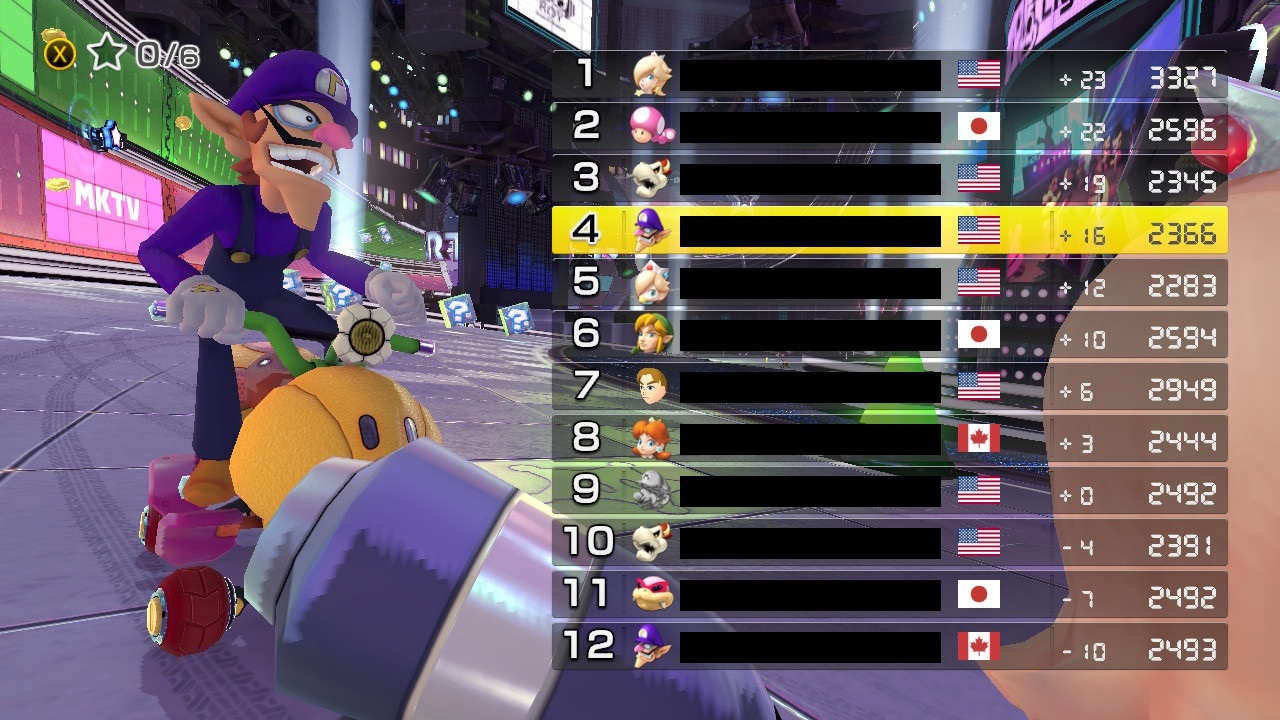 X 0/6
1 + 23 3327
2 + 22 2596
3 + 19 2345
4 + 16 2366
5 + 12 2283
6 + 10 2594
7 + 6 2949
8 + 3 2444
9 + 0 2492
10 - 4 2391
11 - 7 2492
12 - 10 2493
MKTV
? ?